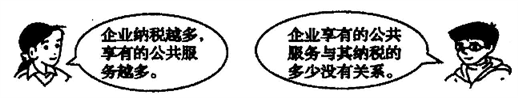 企业纳税越多，
享有的公共服
务越多。
企业享有的公共
服务与其纳税的
多少没有关系。